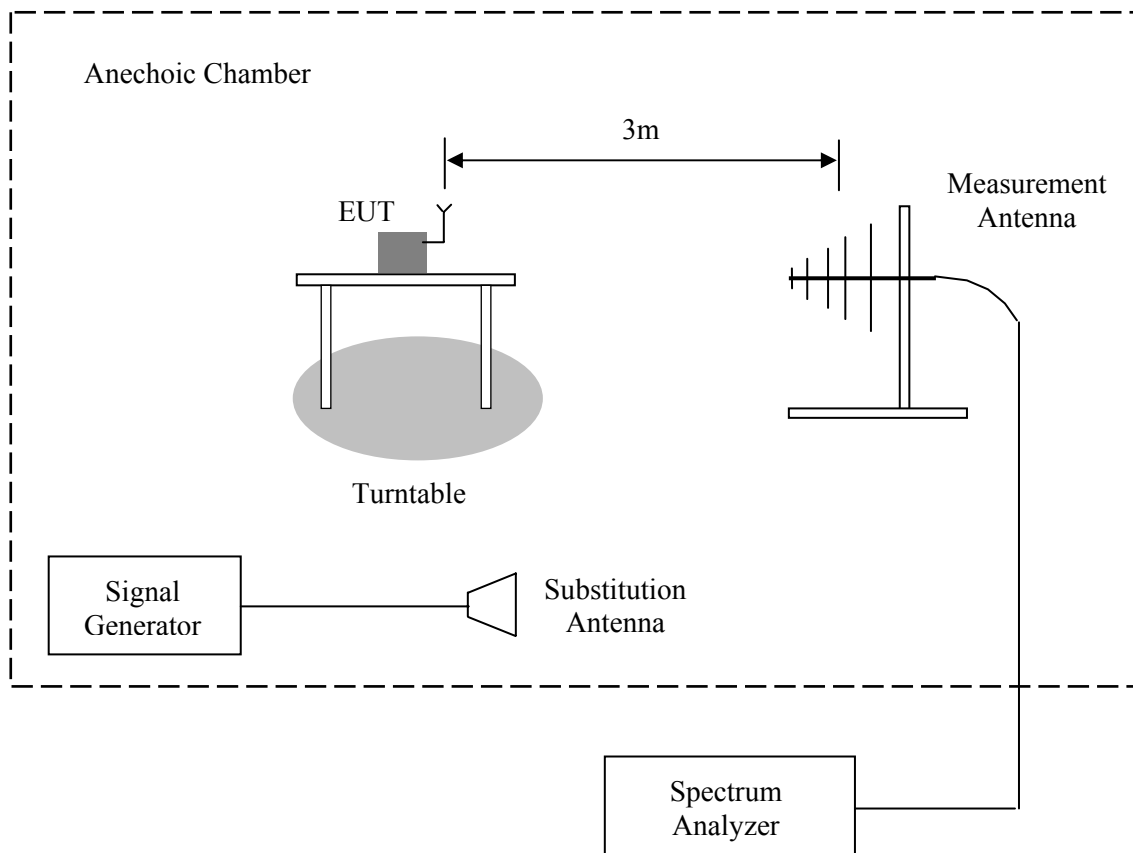 Anechoic Chamber
3m
Measurement
Antenna
EUT
Turntable
Signal
Generator
Substitution
Antenna
Spectrum
Analyzer